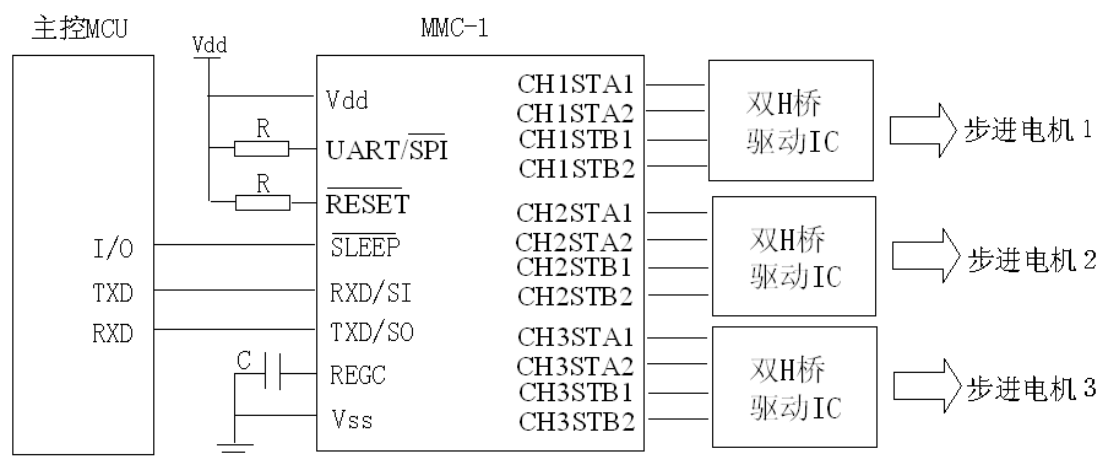 主控MCU
Vdd
MMC-1
Vdd
R
UART/SPI
R
RESET
I/O
SLEEP
TXD
RXD/SI
RXD
TXD/SO
C
REGC
Vss
CH1STA1
CH1STA2
CH1STB1
CH1STB2
双H桥
驱动IC
步进电机1
CH2STA1
CH2STA2
CH2STB1
CH2STB2
双H桥
驱动IC
步进电机2
CH3STA1
CH3STA2
CH3STB1
CH3STB2
双H桥
驱动IC
步进电机3